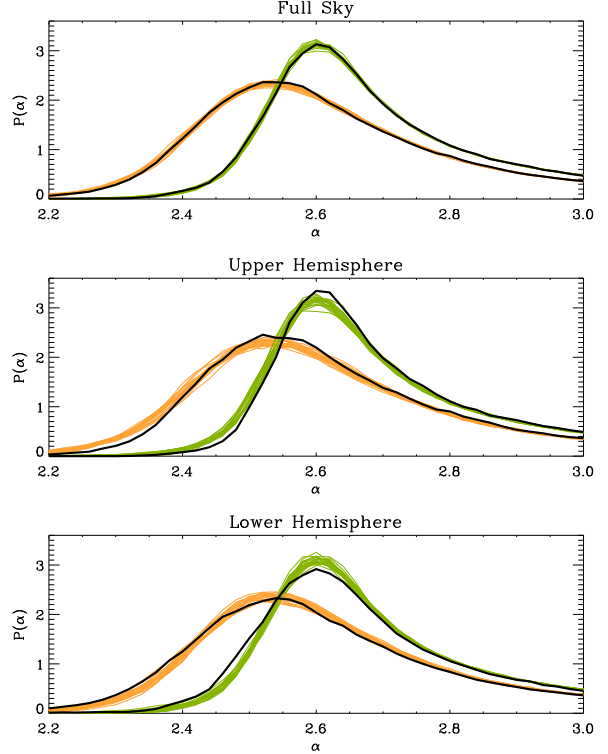 Full Sky
3
2
1
0
P(α)
2.2 2.4 2.6 2.8 3.0
α
Upper Hemisphere
3
2
1
0
P(α)
2.2 2.4 2.6 2.8 3.0
α
Lower Hemisphere
3
2
1
0
P(α)
2.2 2.4 2.6 2.8 3.0
α